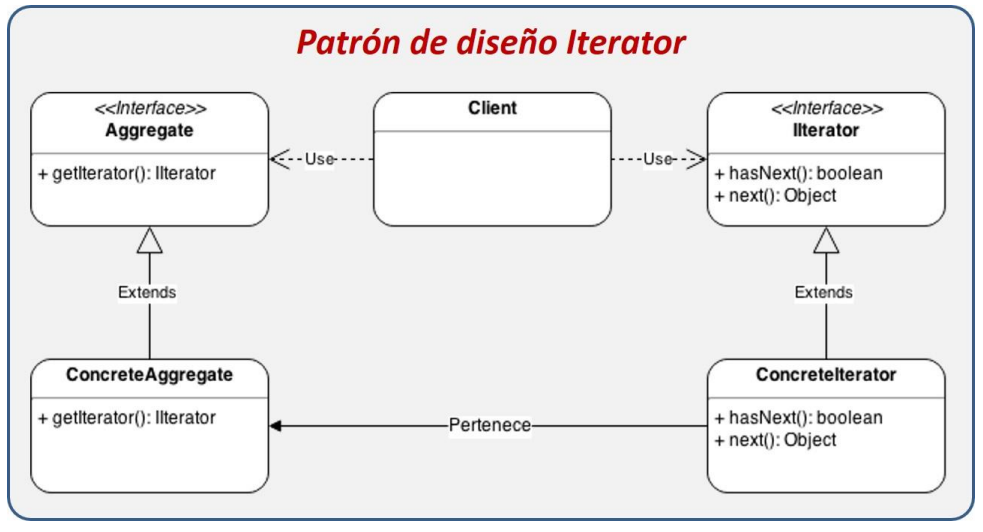 Patrón de diseño Iterator
<<Interface>>
Aggregate
+ getIterator(): IIterator
Client
<<Interface>>
IIterator
+ hasNext(): boolean
+ next(): Object
Use
Use
Extends
Extends
ConcreteAggregate
+ getIterator(): IIterator
ConcreteIterator
+ hasNext(): boolean
+ next(): Object
Pertenece